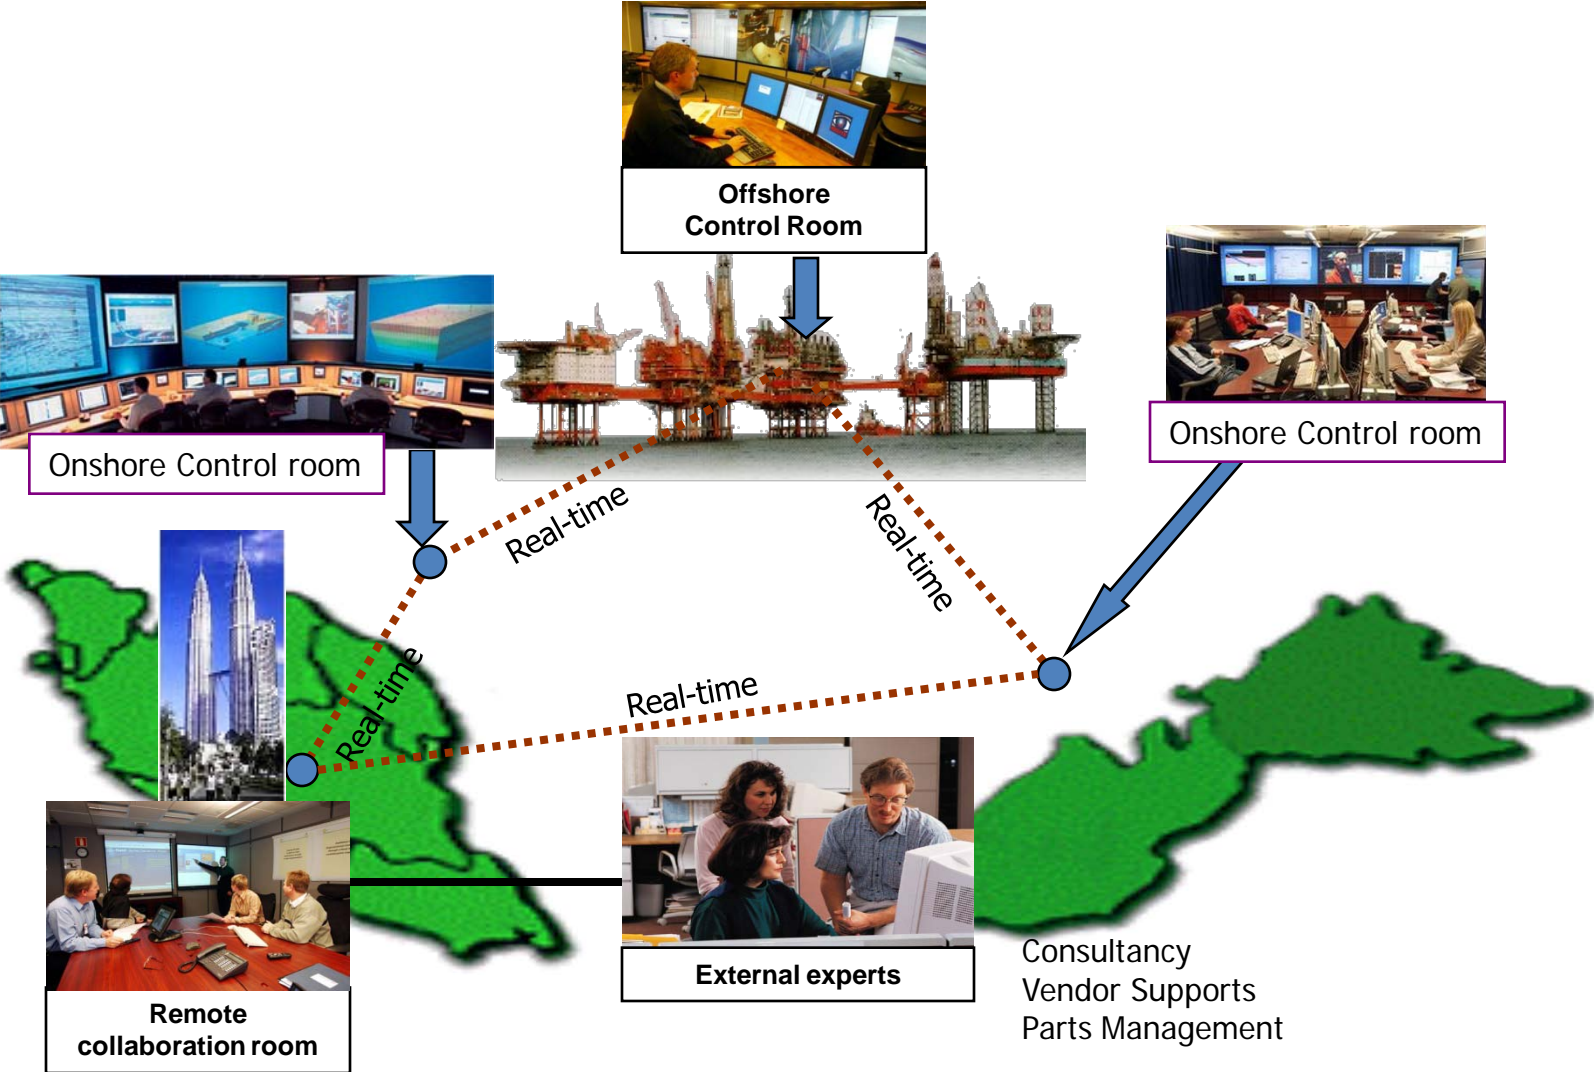 Offshore
Control Room
Onshore Control room
Onshore Control room
Real-time
Real-time
Real-time
Real-time
External experts
Consultancy
Vendor Supports
Parts Management
Remote
collaboration room